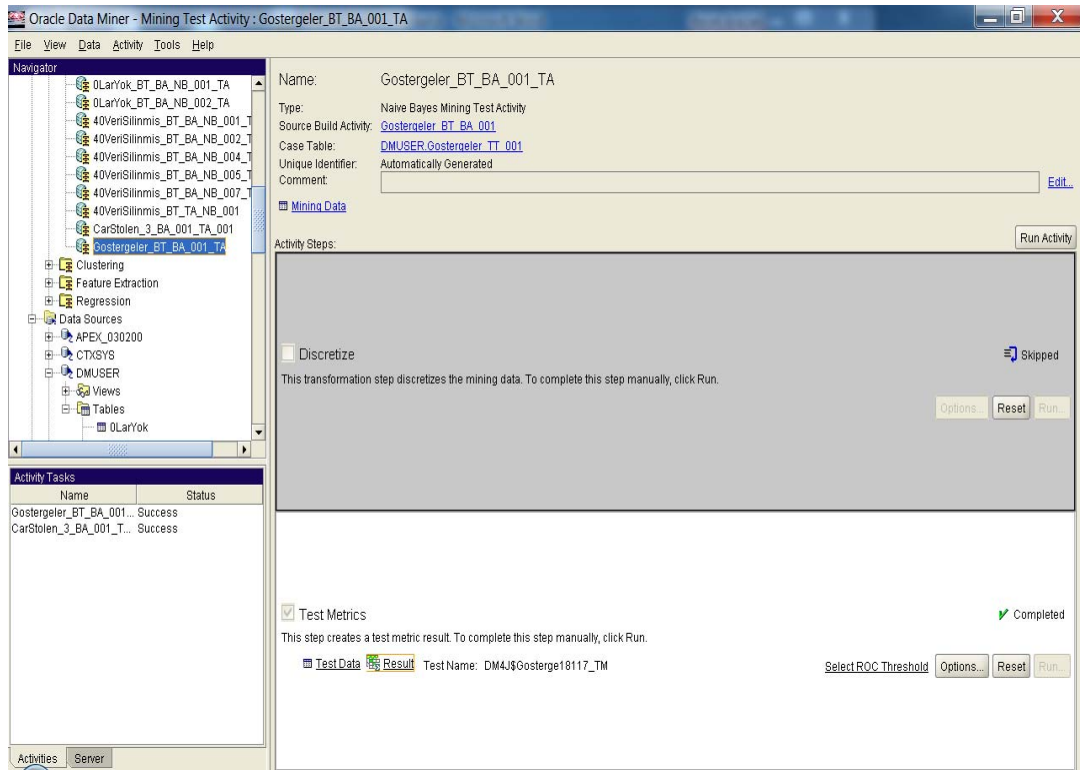 Oracle Data Miner - Mining Test Activity : Gostergeler_BT_BA_001_TA
File View Data Activity Tools Help
Navigator
0LarYok_BT_BA_NB_001_TA
0LarYok_BT_BA_NB_002_TA
40VeriSilinmis_BT_BA_NB_001_T
40VeriSilinmis_BT_BA_NB_002_T
40VeriSilinmis_BT_BA_NB_004_T
40VeriSilinmis_BT_BA_NB_005_T
40VeriSilinmis_BT_BA_NB_007_T
40VeriSilinmis_BT_TA_NB_001
CarStolen_3_BA_001_TA_001
Gostergeler_BT_BA_001_TA
Clustering
Feature Extraction
Regression
Data Sources
APEX_030200
CTXSYS
DMUSER
Views
Tables
0LarYok
Activity Tasks
Name Status
Gostergeler_BT_BA_001... Success
CarStolen_3_BA_001_T... Success
Activities Server
Name: Gostergeler_BT_BA_001_TA
Type: Naive Bayes Mining Test Activity
Source Build Activity: Gostergeler_BT_BA_001
Case Table: DMUSER.Gostergeler_TT_001
Unique Identifier: Automatically Generated
Comment: Edit...
Mining Data
Activity Steps: Run Activity
Discretize Skipped
This transformation step discretizes the mining data. To complete this step manually, click Run.
Options... Reset Run...
Test Metrics Completed
This step creates a test metric result. To complete this step manually, click Run.
Test Data Result Test Name: DM4J$Gosterge18117_TM Select ROC Threshold Options... Reset Run...